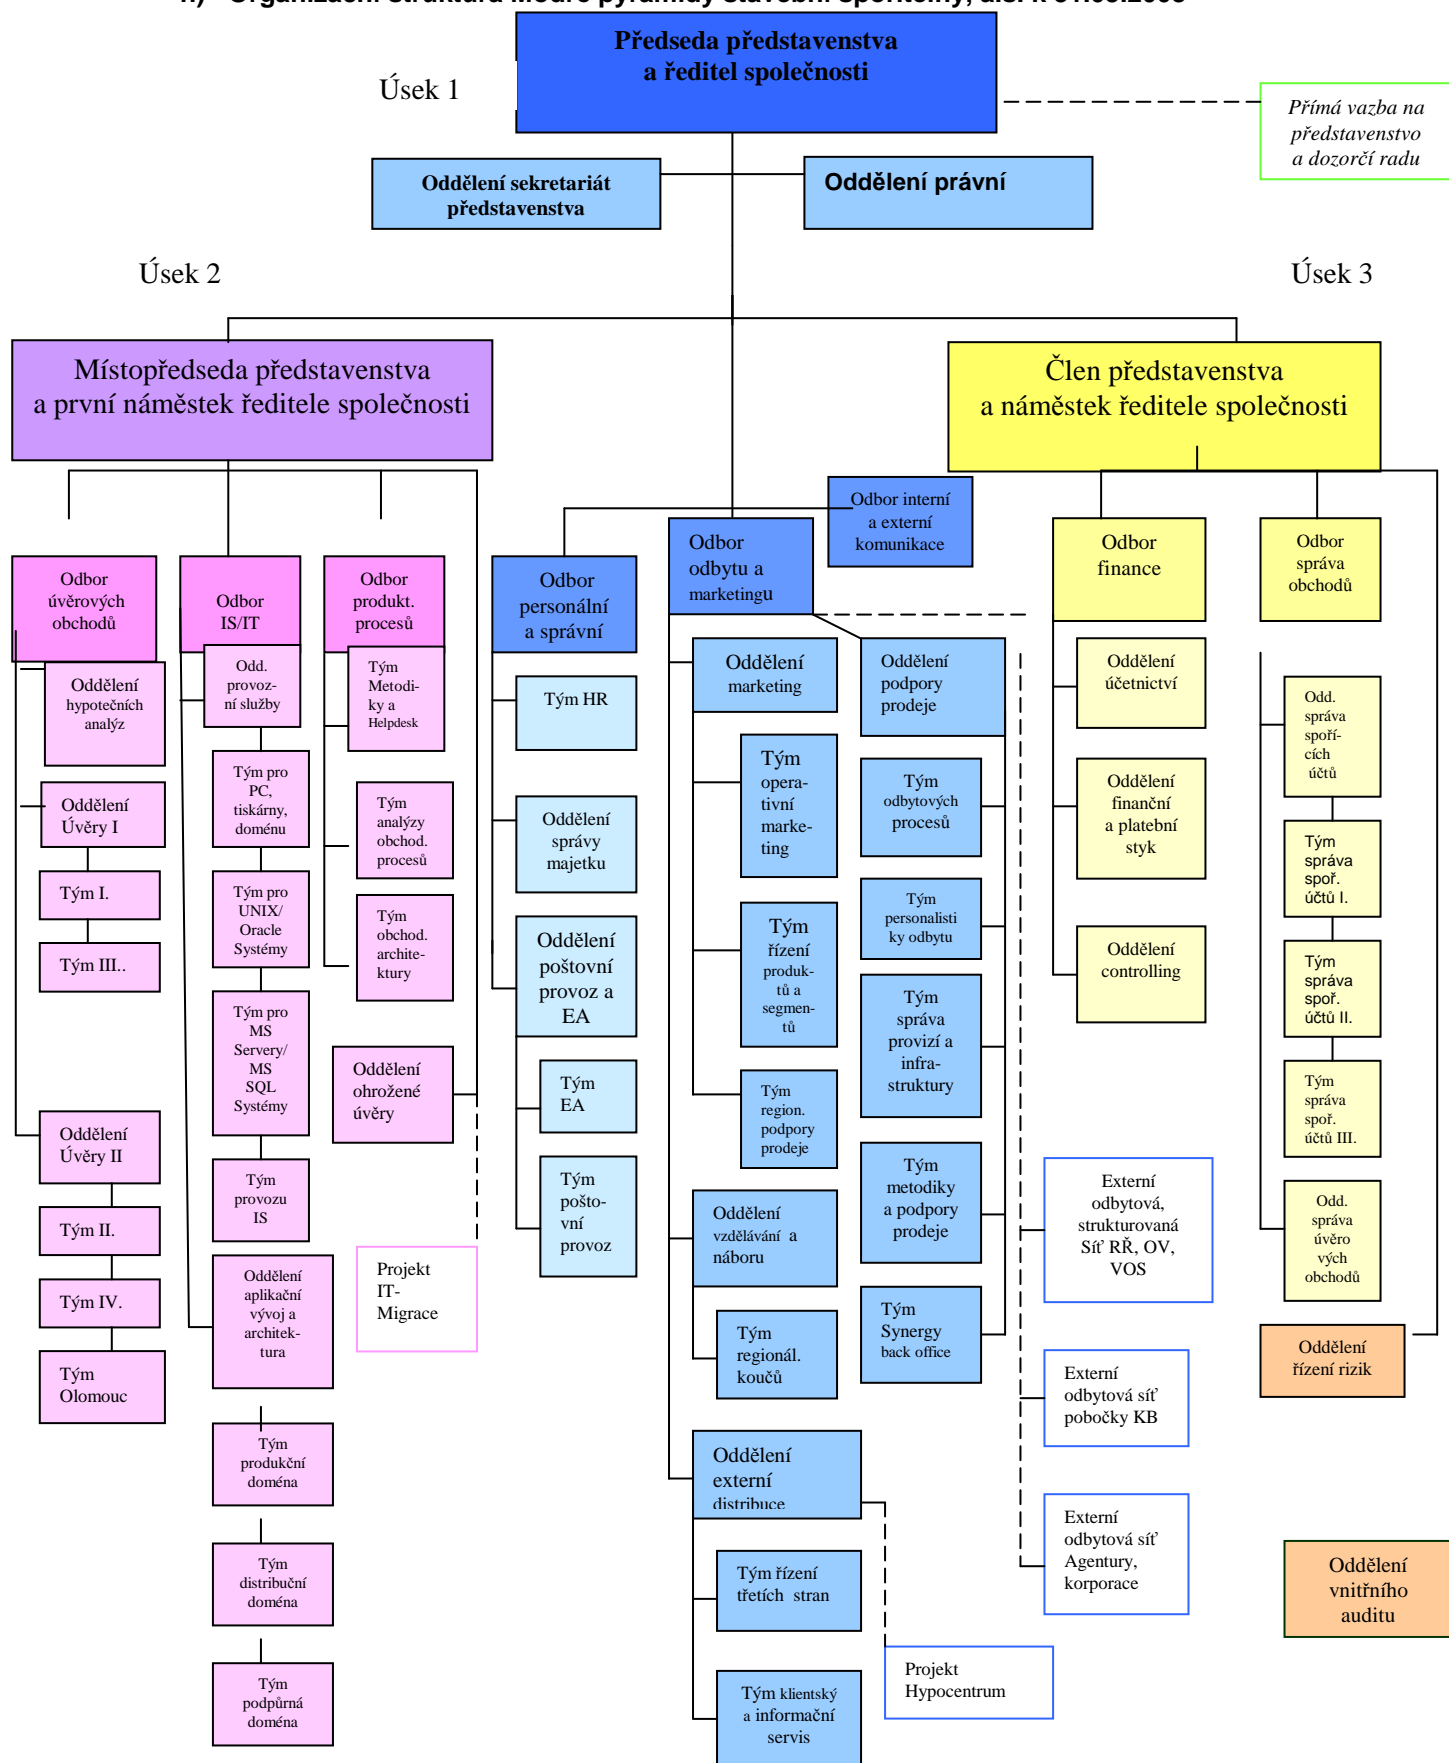 Předseda představenstva
a ředitel společnosti
Úsek 1
Přímá vazba na
představenstvo
a dozorčí radu
Oddělení sekretariát
představenstva
Oddělení právní
Úsek 2
Úsek 3
Místopředseda představenstva
a první náměstek ředitele společnosti
Člen představenstva
a náměstek ředitele společnosti
Odbor interní
a externí
komunikace
Odbor
úvěrových
obchodů
Odbor
IS/IT
Odbor
produkt.
procesů
Odbor
personální
a správní
Odbor
odbytu a
marketingu
Odbor
finance
Odbor
správa
obchodů
Oddělení
hypotečních
analýz
Oddělení
Úvěry I
Tým I.
Tým III..
Oddělení
Úvěry II
Tým II.
Tým IV.
Tým
Olomouc
Odd.
provoz-
ní služby
Tým pro
PC,
tiskárny,
doménu
Tým pro
UNIX/
Oracle
Systémy
Tým pro
MS
Servery/
MS
SQL
Systémy
Tým
provozu
IS
Oddělení
aplikační
vývoj a
architek-
tura
Tým
produkční
doména
Tým
distribuční
doména
Tým
podpůrná
doména
Tým
Metodi-
ky a
Helpdesk
Tým
analýzy
obchod.
procesů
Tým
obchod.
archite-
ktury
Oddělení
ohrožené
úvěry
Projekt
IT-
Migrace
Tým HR
Oddělení
správy
majetku
Oddělení
poštovní
provoz a
EA
Tým
EA
Tým
pošto-
vní
provoz
Oddělení
marketing
Tým
opera-
tivní
marke-
ting
Tým
řízení
produk-
tů a
segmen-
tů
Tým
region.
podpory
prodeje
Oddělení
vzdělávání a
náboru
Tým
regionál.
koučů
Oddělení
externí
distribuce
Tým řízení
třetích stran
Tým klientský
a informační
servis
Oddělení
podpory
prodeje
Tým
odbytových
procesů
Tým
personalisti
ky odbytu
Tým
správa
provizí a
infra-
struktury
Tým
metodiky
a podpory
prodeje
Tým
Synergy
back office
Projekt
Hypocentrum
Oddělení
účetnictví
Oddělení
finanční
a platební
styk
Oddělení
controlling
Externí
odbytová,
strukturovaná
Síť RŘ, OV,
VOS
Externí
odbytová síť
pobočky KB
Externí
odbytová síť
Agentury,
korporace
Odd.
správa
spoří-
cích
účtů
Tým
správa
spoř.
účtů I.
Tým
správa
spoř.
účtů II.
Tým
správa
spoř.
účtů III.
Odd.
správa
úvěro
vých
obchodů
Oddělení
řízení rizik
Oddělení
vnitřního
auditu